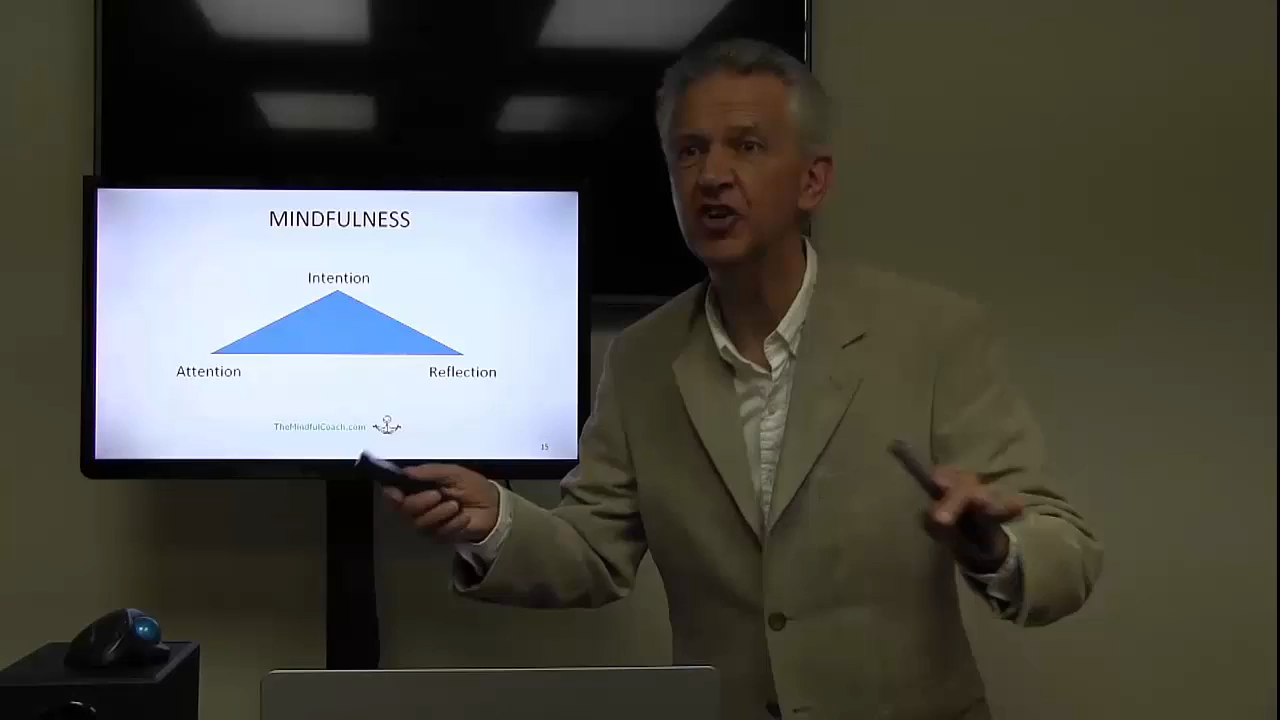 MINDFULNESS
Intention
Attention Reflection
TheMindfulCoach.com
15